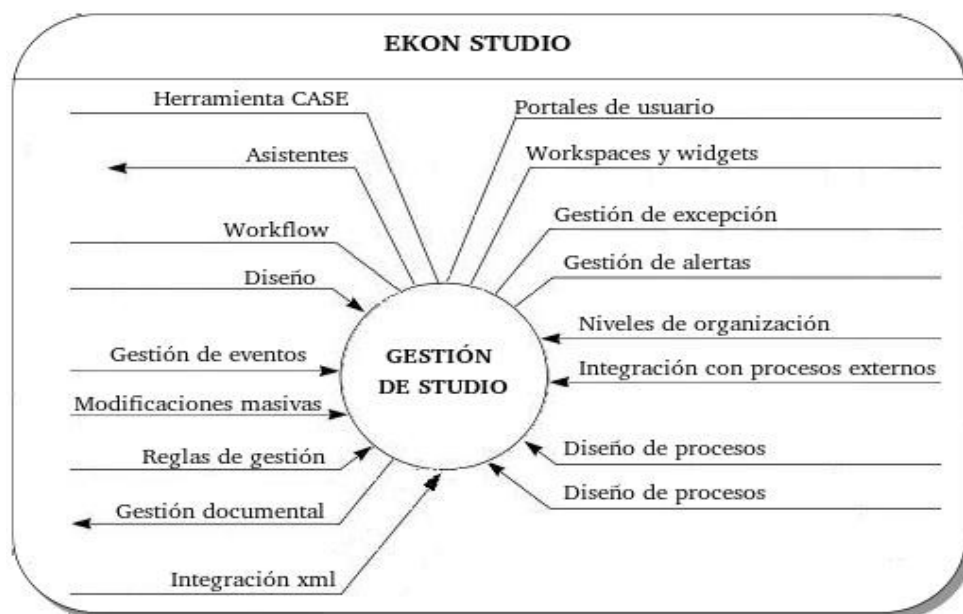 EKON STUDIO
Herramienta CASE
Asistentes
Workflow
Diseño
Gestión de eventos
Modificaciones masivas
Reglas de gestión
Gestión documental
Integración xml
GESTIÓN
DE STUDIO
Portales de usuario
Workspaces y widgets
Gestión de excepción
Gestión de alertas
Niveles de organización
Integración con procesos externos
Diseño de procesos
Diseño de procesos